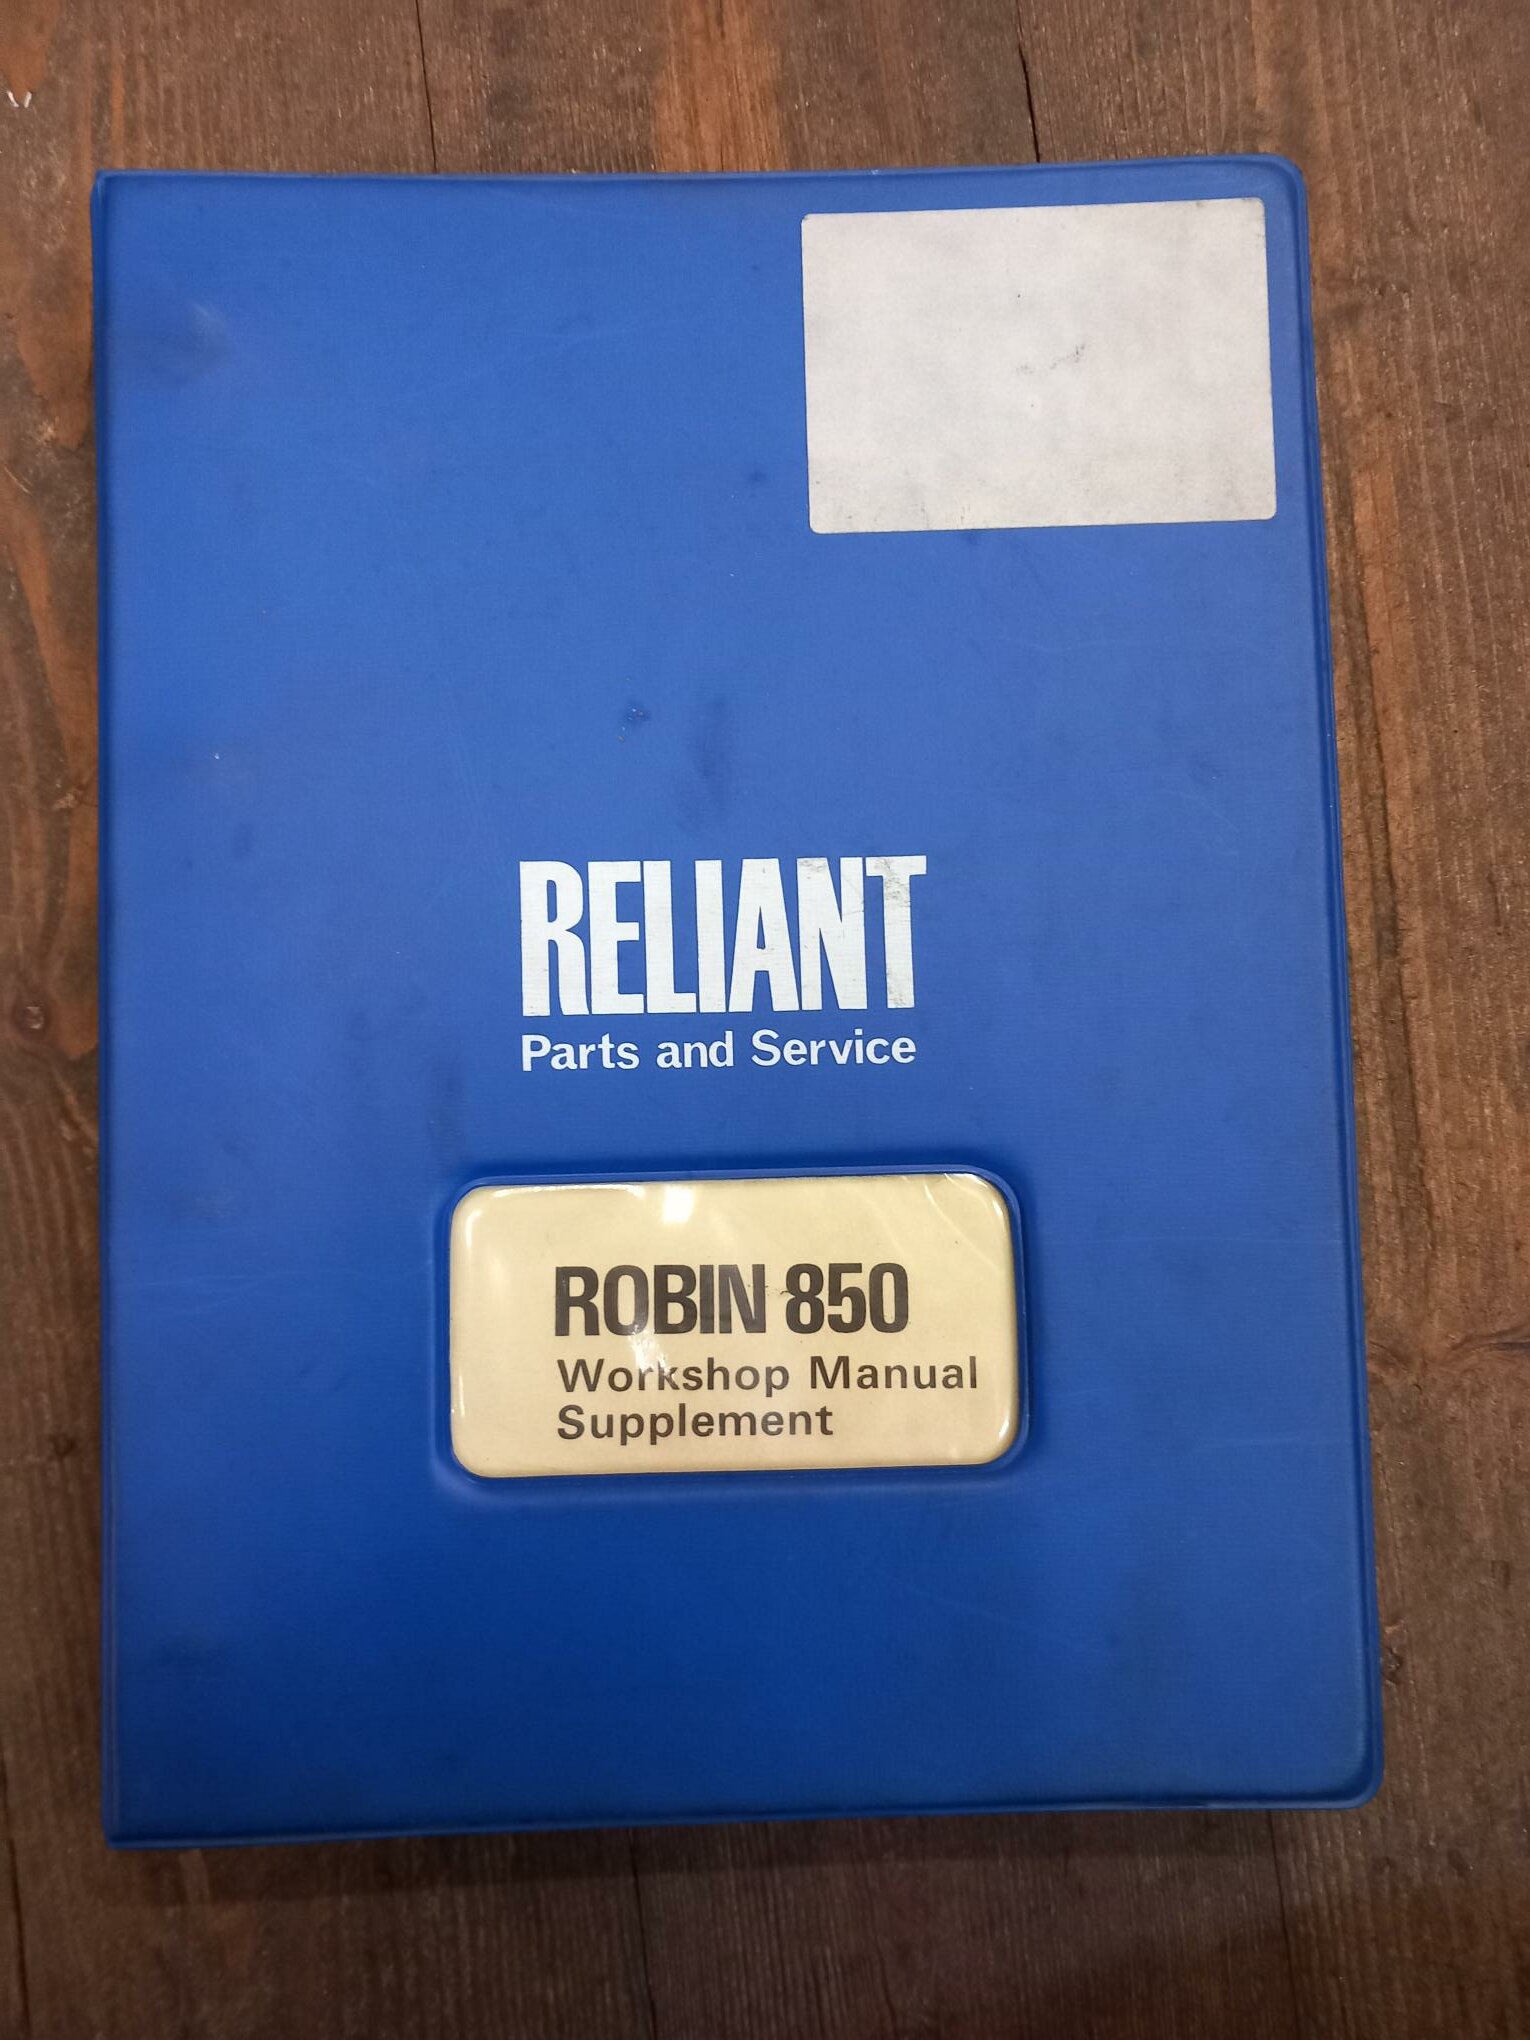 RELIANT
Parts and Service
ROBIN 850
Workshop Manual
Supplement